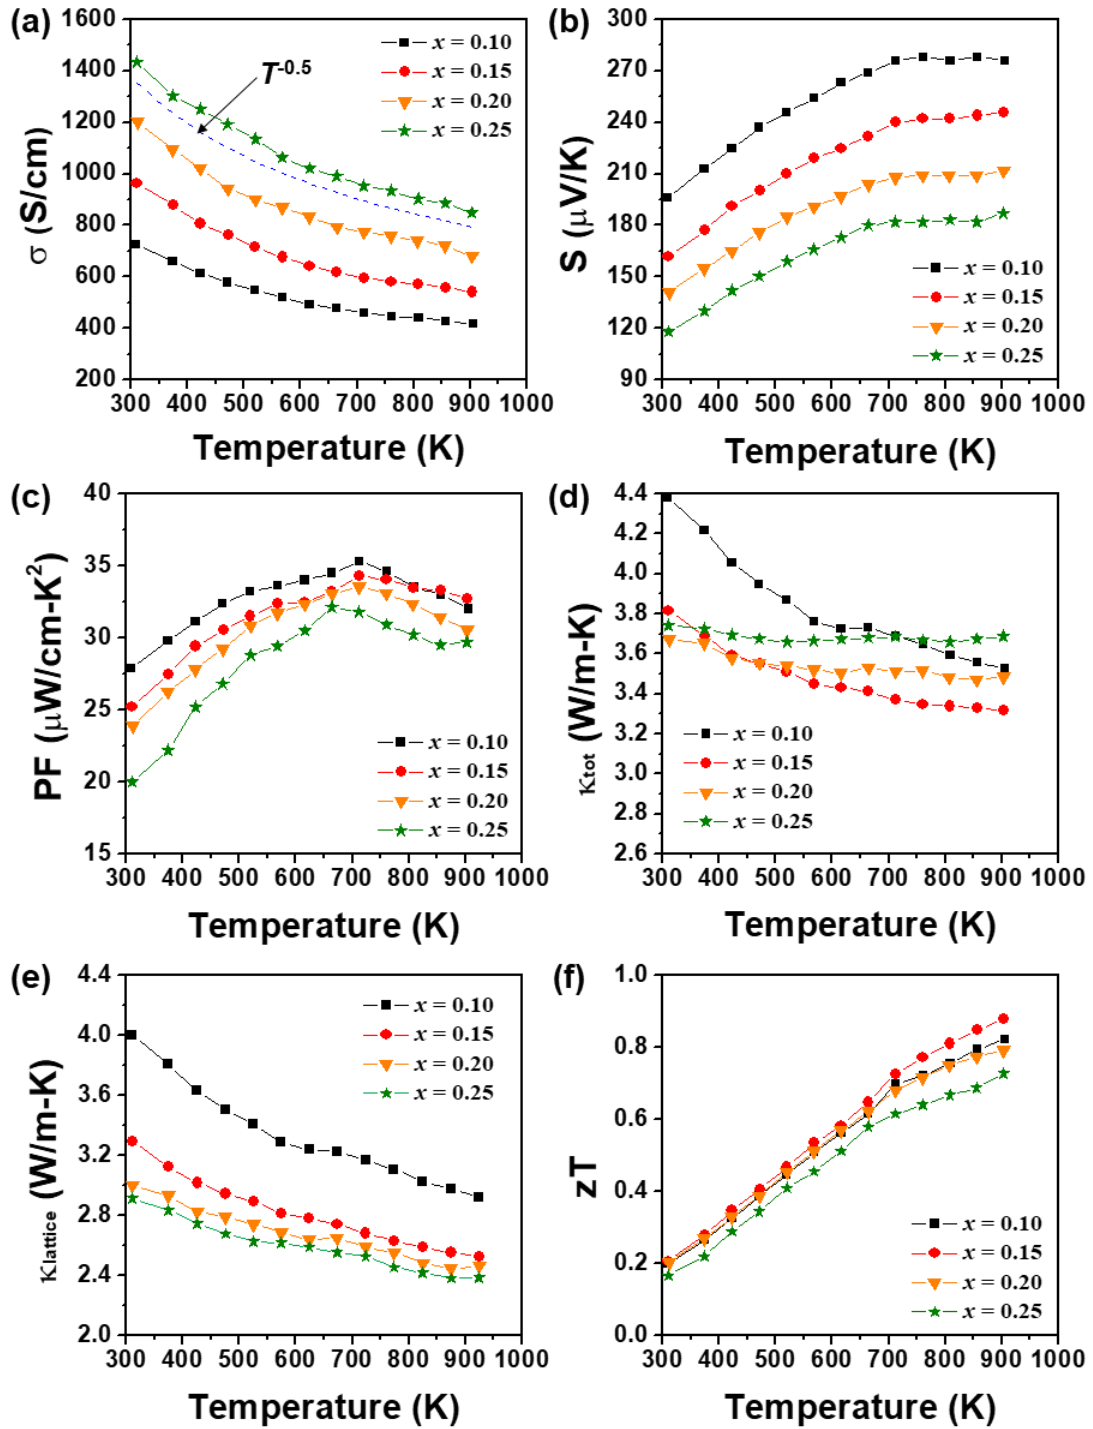 (a)
1600
1400
1200
1000
800
600
400
200
σ (S/cm)
T-0.5
x = 0.10
x = 0.15
x = 0.20
x = 0.25
300 400 500 600 700 800 900 1000
Temperature (K)
(b)
300
270
240
210
180
150
120
90
S (μV/K)
x = 0.10
x = 0.15
x = 0.20
x = 0.25
300 400 500 600 700 800 900 1000
Temperature (K)
(c)
40
35
30
25
20
15
PF (μW/cm-K²)
x = 0.10
x = 0.15
x = 0.20
x = 0.25
300 400 500 600 700 800 900 1000
Temperature (K)
(d)
4.4
4.2
4.0
3.8
3.6
3.4
3.2
3.0
2.8
2.6
κtot (W/m-K)
x = 0.10
x = 0.15
x = 0.20
x = 0.25
300 400 500 600 700 800 900 1000
Temperature (K)
(e)
4.4
4.0
3.6
3.2
2.8
2.4
2.0
κlattice (W/m-K)
x = 0.10
x = 0.15
x = 0.20
x = 0.25
300 400 500 600 700 800 900 1000
Temperature (K)
(f)
1.0
0.8
0.6
0.4
0.2
0.0
zT
x = 0.10
x = 0.15
x = 0.20
x = 0.25
300 400 500 600 700 800 900 1000
Temperature (K)